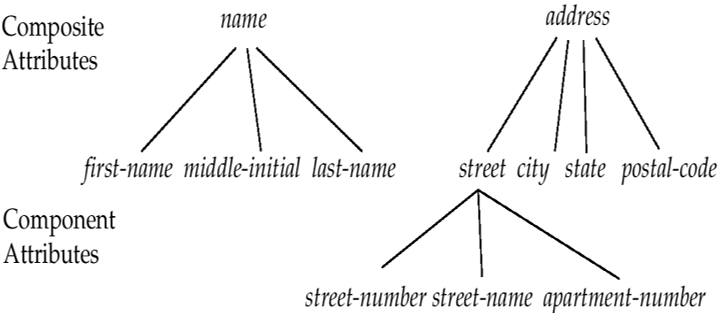 Composite
Attributes
name
address
first-name middle-initial last-name
street city state postal-code
Component
Attributes
street-number street-name apartment-number